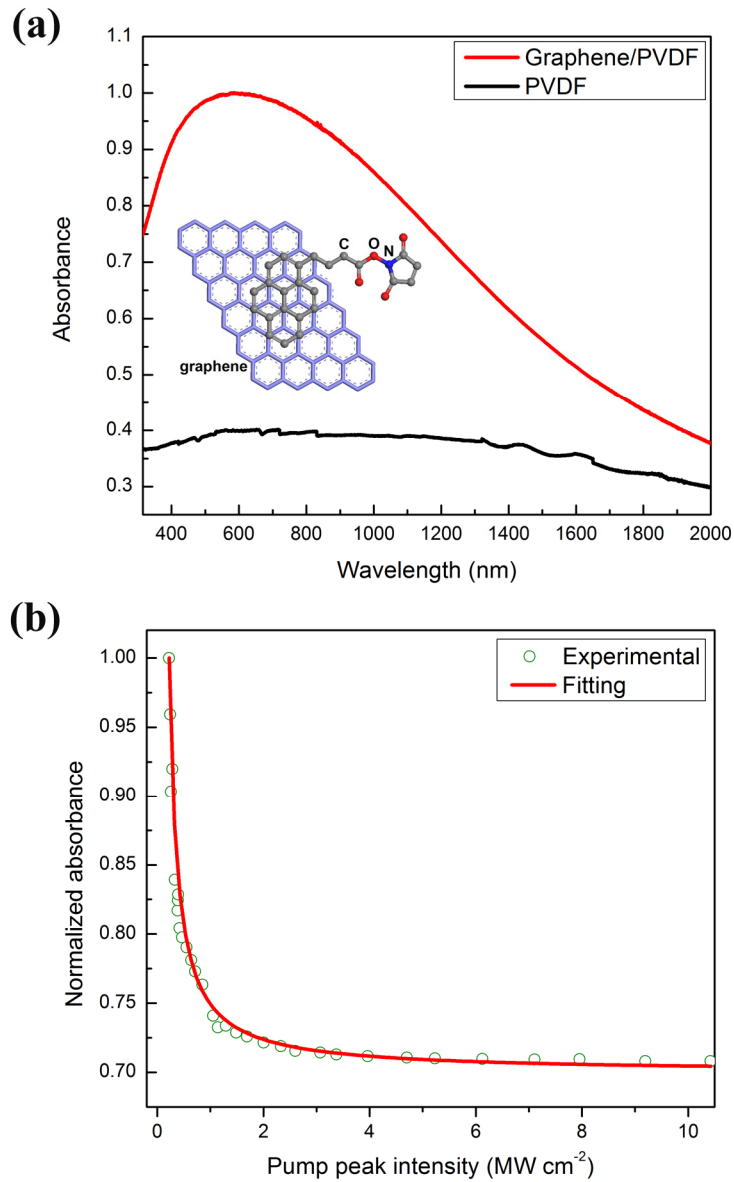 (a)
1.1
1.0
0.9
0.8
0.7
0.6
0.5
0.4
0.3
Absorbance
Graphene/PVDF
PVDF
C
O
N
graphene
400 600 800 1000 1200 1400 1600 1800 2000
Wavelength (nm)
(b)
1.00
0.95
0.90
0.85
0.80
0.75
0.70
Normalized absorbance
Experimental
Fitting
0 2 4 6 8 10
Pump peak intensity (MW cm-2)